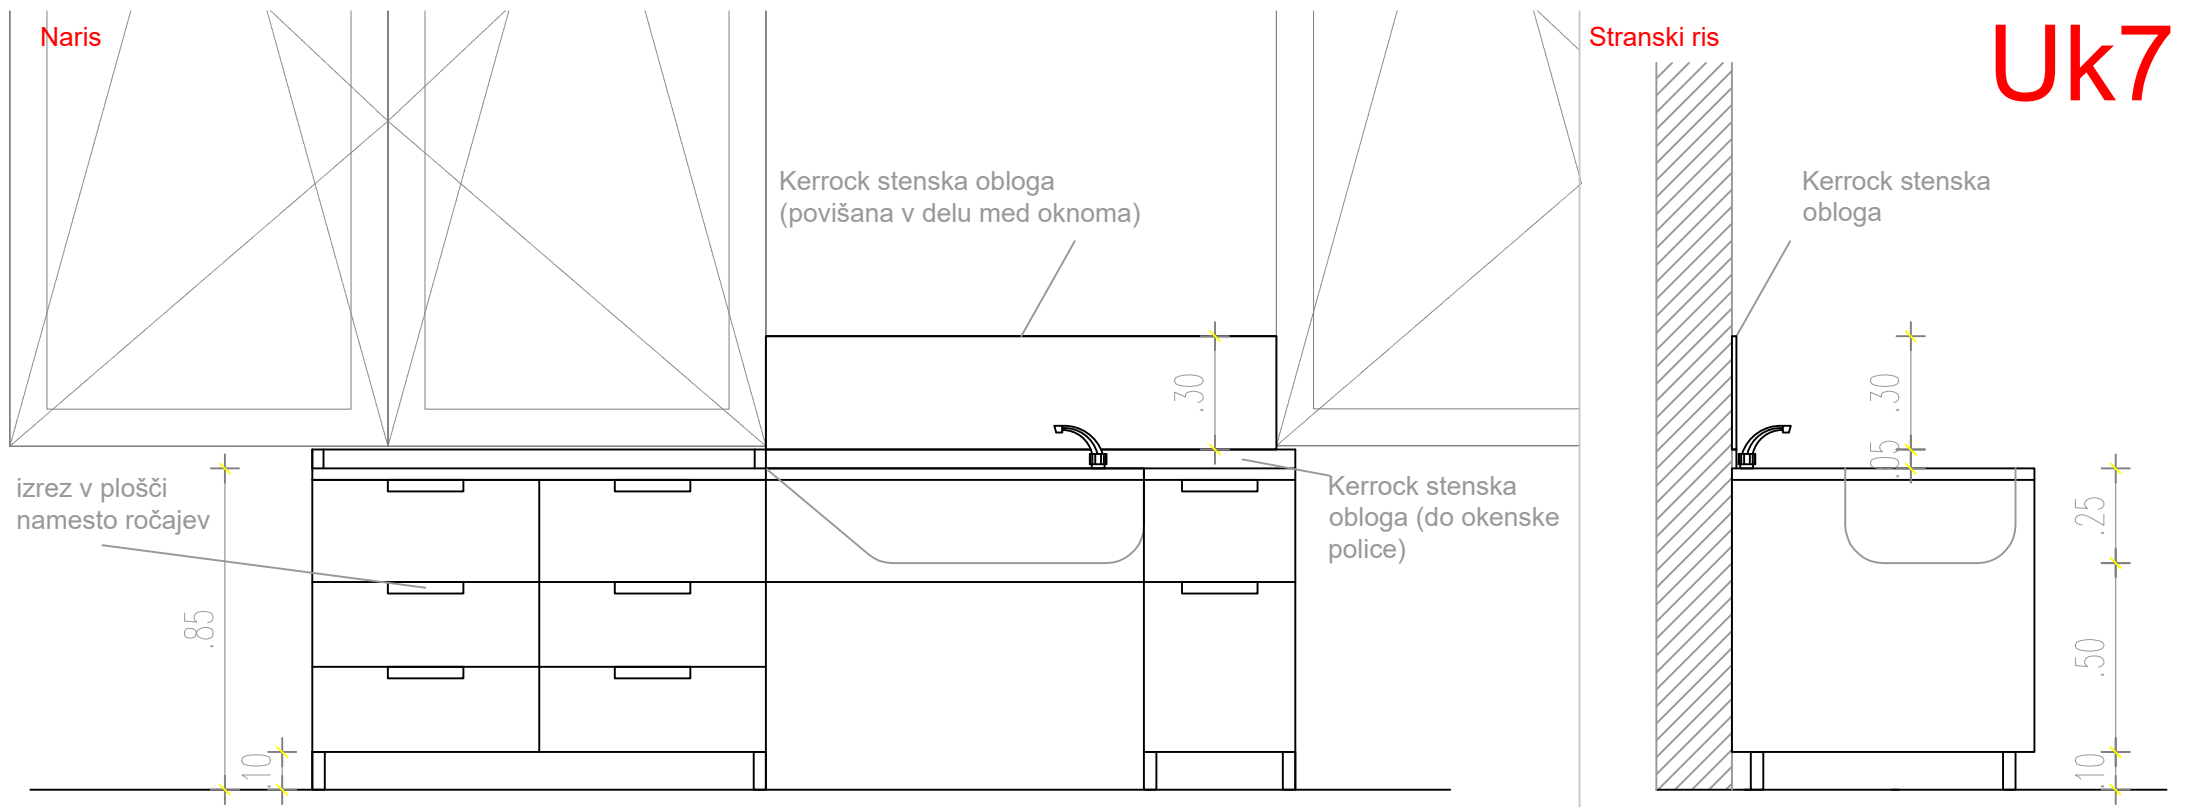 Naris
Stranski ris
Uk7
Kerrock stenska obloga
(povišana v delu med oknoma)
Kerrock stenska
obloga
.30
.30
.05
izrez v plošči
namesto ročajev
Kerrock stenska
obloga (do okenske
police)
.25
.85
.50
.10
.10